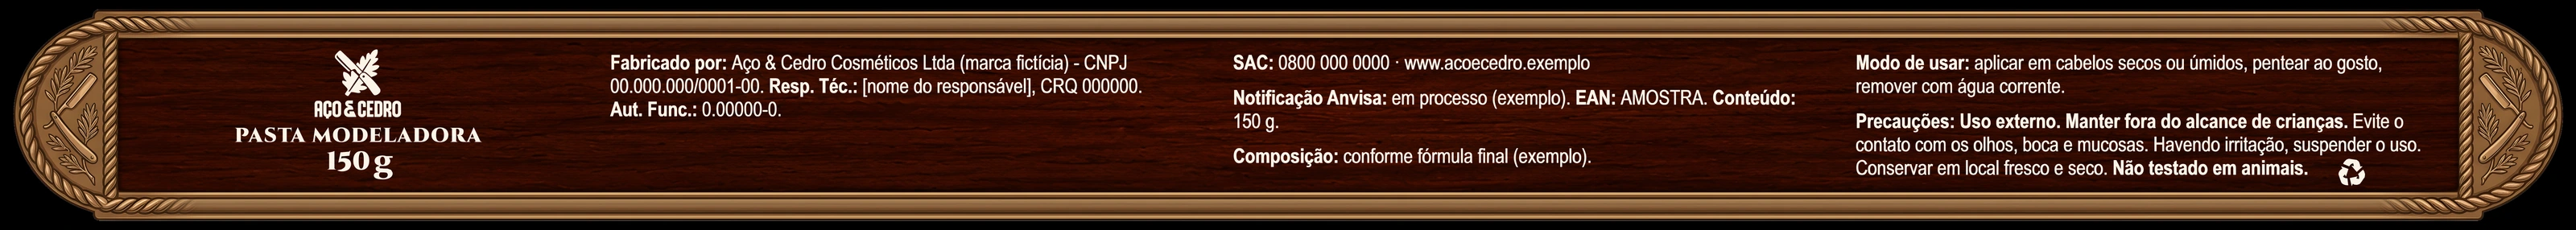 AÇO & CEDRO
PASTA MODELADORA
150 g
Fabricado por: Aço & Cedro Cosméticos Ltda (marca fictícia) - CNPJ
00.000.000/0001-00. Resp. Téc.: [nome do responsável], CRQ 000000.
Aut. Func.: 0.00000-0.
SAC: 0800 000 0000 · www.acoecedro.exemplo
Notificação Anvisa: em processo (exemplo). EAN: AMOSTRA. Conteúdo:
150 g.
Composição: conforme fórmula final (exemplo).
Modo de usar: aplicar em cabelos secos ou úmidos, pentear ao gosto,
remover com água corrente.
Precauções: Uso externo. Manter fora do alcance de crianças. Evite o
contato com os olhos, boca e mucosas. Havendo irritação, suspender o uso.
Conservar em local fresco e seco. Não testado em animais.